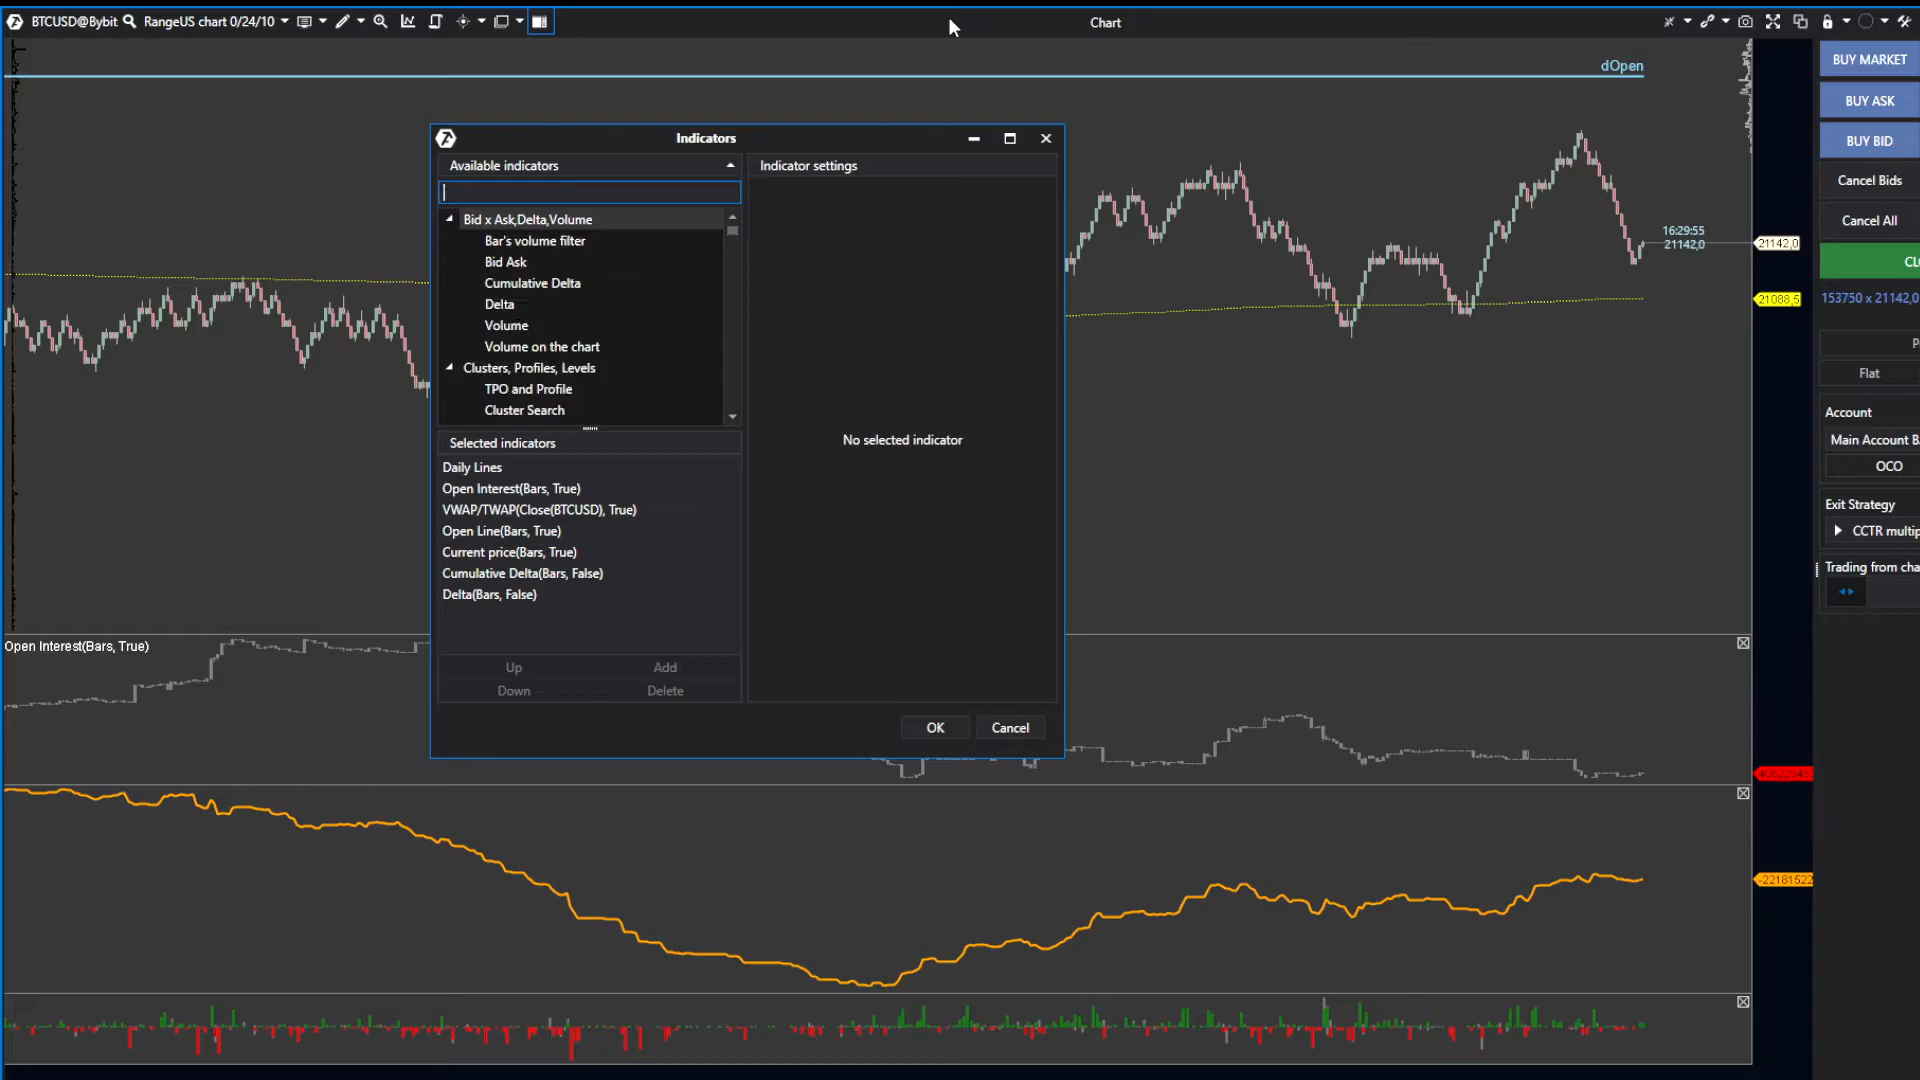 BTCUSD@Bybit RangeUS chart 0/24/10 Chart
dOpen
BUY MARKET
BUY ASK
BUY BID
Cancel Bids
Cancel All
16:29:55
21142,0
21142,0
21088,5
153750 x 21142,0
Flat
Account
Main Account B
OCO
Exit Strategy
CCTR multip
Trading from cha
Indicators
Available indicators
Bid x Ask,Delta,Volume
Bar's volume filter
Bid Ask
Cumulative Delta
Delta
Volume
Volume on the chart
Clusters, Profiles, Levels
TPO and Profile
Cluster Search
Selected indicators
Daily Lines
Open Interest(Bars, True)
VWAP/TWAP(Close(BTCUSD), True)
Open Line(Bars, True)
Current price(Bars, True)
Cumulative Delta(Bars, False)
Delta(Bars, False)
Up Add
Down Delete
Indicator settings
No selected indicator
OK Cancel
Open Interest(Bars, True)
-22181522